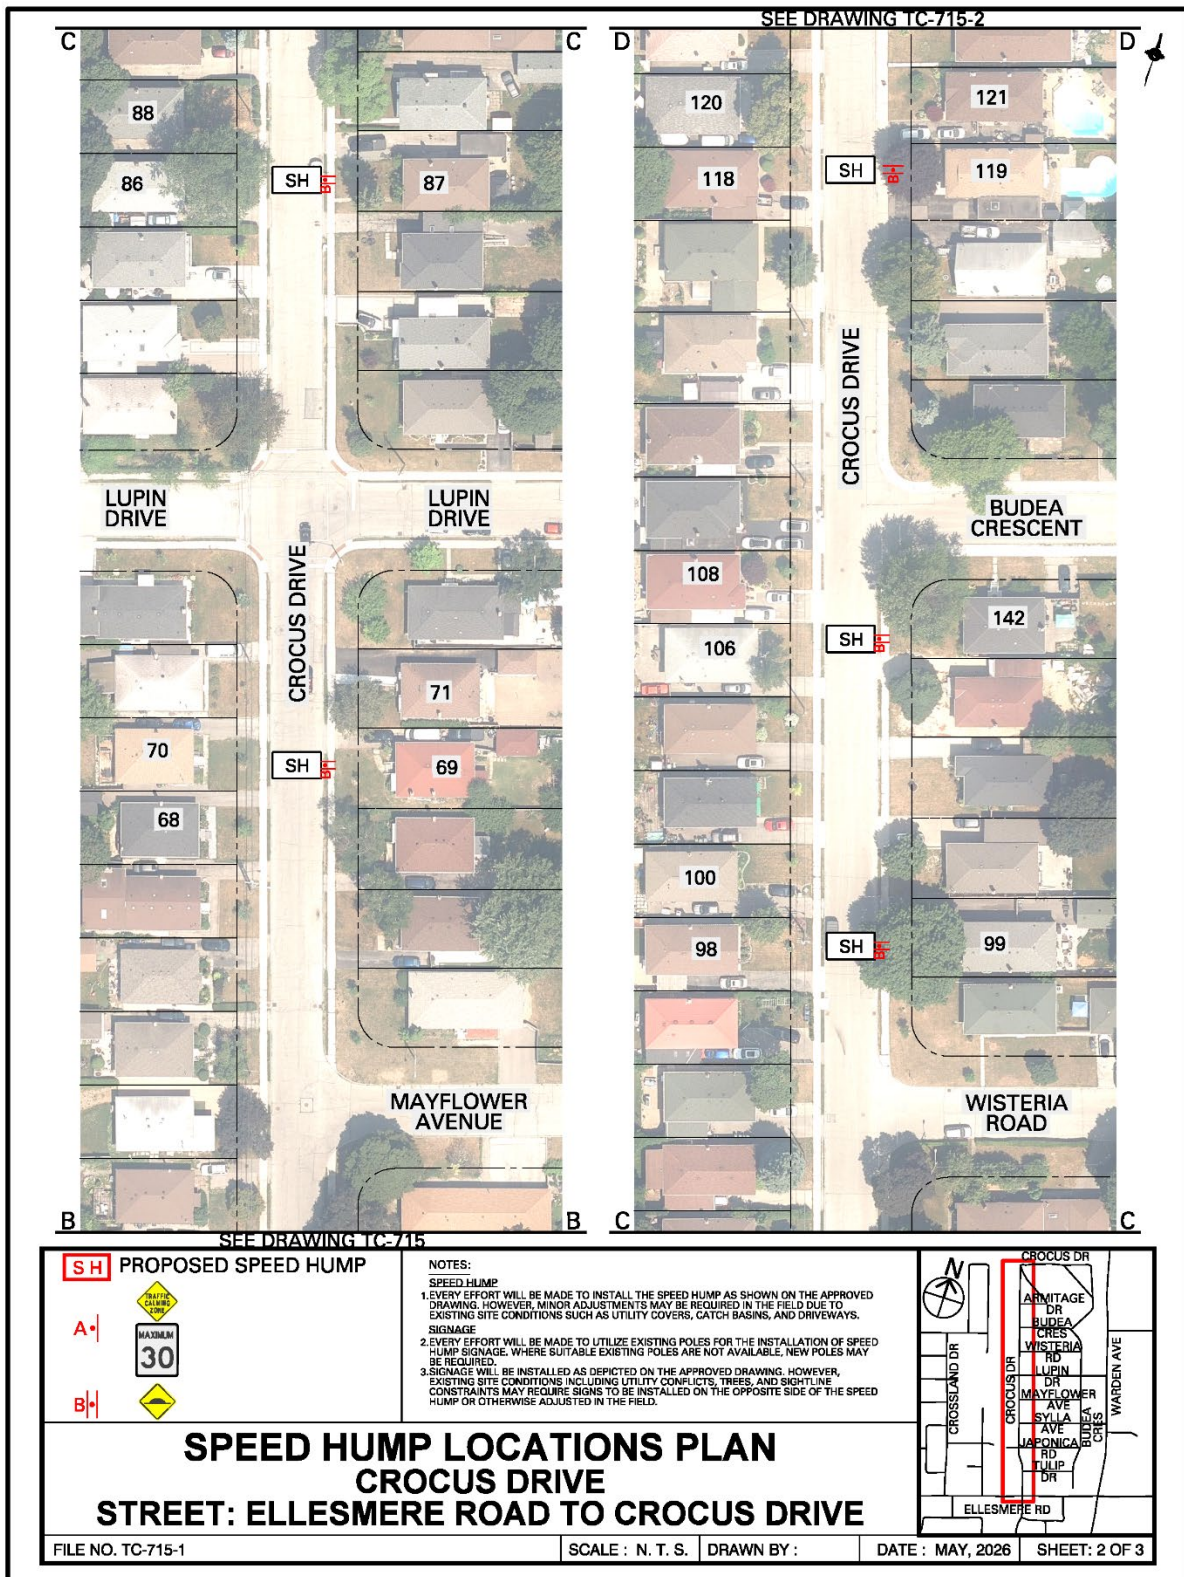 SEE DRAWING TC-715-2
C
C
88
86
SH
B
87
LUPIN
DRIVE
LUPIN
DRIVE
CROCUS DRIVE
71
70
SH
B
69
68
MAYFLOWER
AVENUE
B
B
SEE DRAWING TC-715
D
D
120
121
118
SH
B
119
CROCUS DRIVE
BUDEA
CRESCENT
108
142
106
SH
B
100
98
SH
B
99
WISTERIA
ROAD
C
C
SH PROPOSED SPEED HUMP
TRAFFIC
CALMING
ZONE
A
MAXIMUM
30
B
NOTES:
SPEED HUMP
1. EVERY EFFORT WILL BE MADE TO INSTALL THE SPEED HUMP AS SHOWN ON THE APPROVED
DRAWING. HOWEVER, MINOR ADJUSTMENTS MAY BE REQUIRED IN THE FIELD DUE TO
EXISTING SITE CONDITIONS SUCH AS UTILITY COVERS, CATCH BASINS, AND DRIVEWAYS.
SIGNAGE
2. EVERY EFFORT WILL BE MADE TO UTILIZE EXISTING POLES FOR THE INSTALLATION OF SPEED
HUMP SIGNAGE. WHERE SUITABLE EXISTING POLES ARE NOT AVAILABLE, NEW POLES MAY
BE REQUIRED.
3. SIGNAGE WILL BE INSTALLED AS DEPICTED ON THE APPROVED DRAWING. HOWEVER,
EXISTING SITE CONDITIONS INCLUDING UTILITY CONFLICTS, TREES, AND SIGHTLINE
CONSTRAINTS MAY REQUIRE SIGNS TO BE INSTALLED ON THE OPPOSITE SIDE OF THE SPEED
HUMP OR OTHERWISE ADJUSTED IN THE FIELD.
N
CROCUS DR
ARMITAGE
DR
BUDEA
CRES
WISTERIA
RD
LUPIN
DR
MAYFLOWER
AVE
SYLLA
AVE
JAPONICA
RD
TULIP
DR
CROSSLAND DR
CROCUS DR
BUDEA
CRES
WARDEN AVE
ELLESMERE RD
SPEED HUMP LOCATIONS PLAN
CROCUS DRIVE
STREET: ELLESMERE ROAD TO CROCUS DRIVE
FILE NO. TC-715-1
SCALE : N. T. S.
DRAWN BY :
DATE : MAY, 2026
SHEET: 2 OF 3